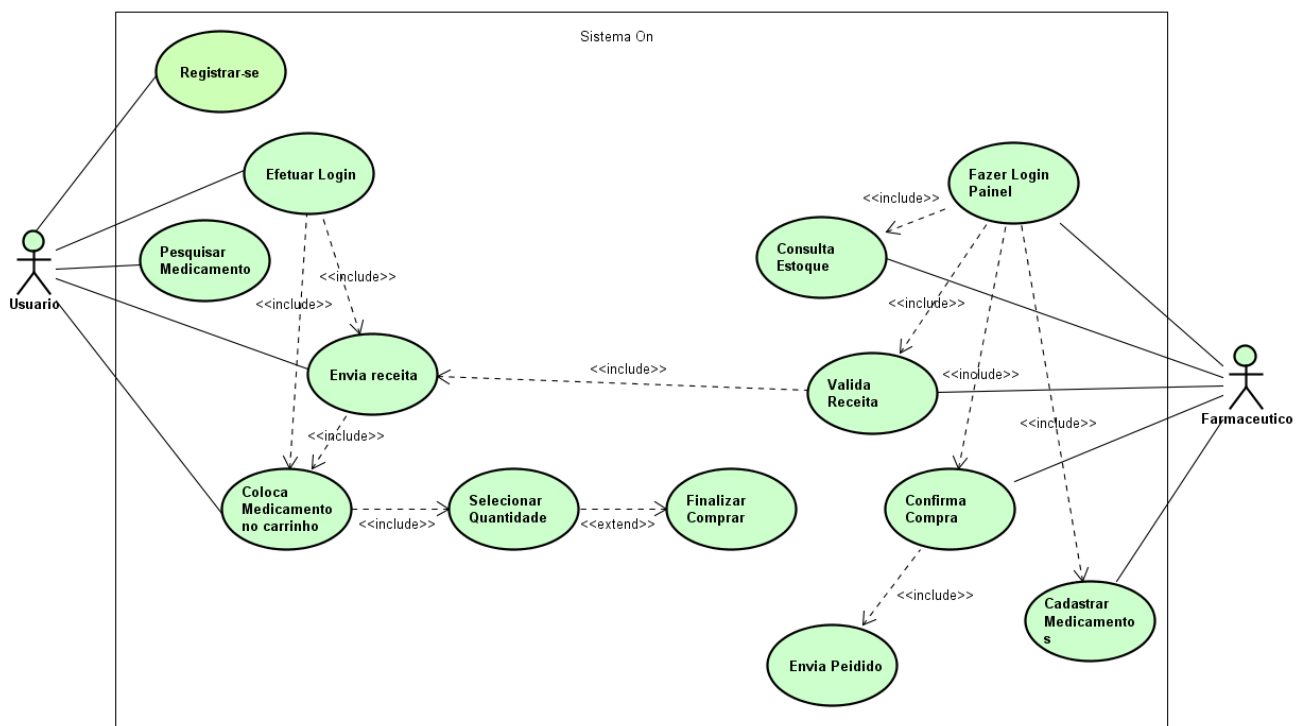 Sistema On
Registrar-se
Efetuar Login
Fazer Login
Painel
<<include>>
Pesquisar
Medicamento
Consulta
Estoque
<<include>>
Usuario
<<include>>
<<include>>
Envia receita
<<include>>
Valida
Receita
<<include>>
Farmaceutico
<<include>>
<<include>>
Coloca
Medicamento
no carrinho
<<include>>
Selecionar
Quantidade
<<extend>>
Finalizar
Comprar
Confirma
Compra
<<include>>
Cadastrar
Medicamento
s
Envia Peidido